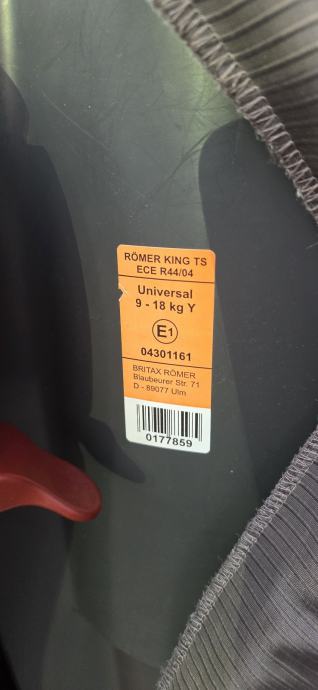 RÖMER KING TS
ECE R44/04
Universal
9 - 18 kg Y
E1
04301161
BRITAX RÖMER
Blaubeurer Str. 71
D - 89077 Ulm
0177859